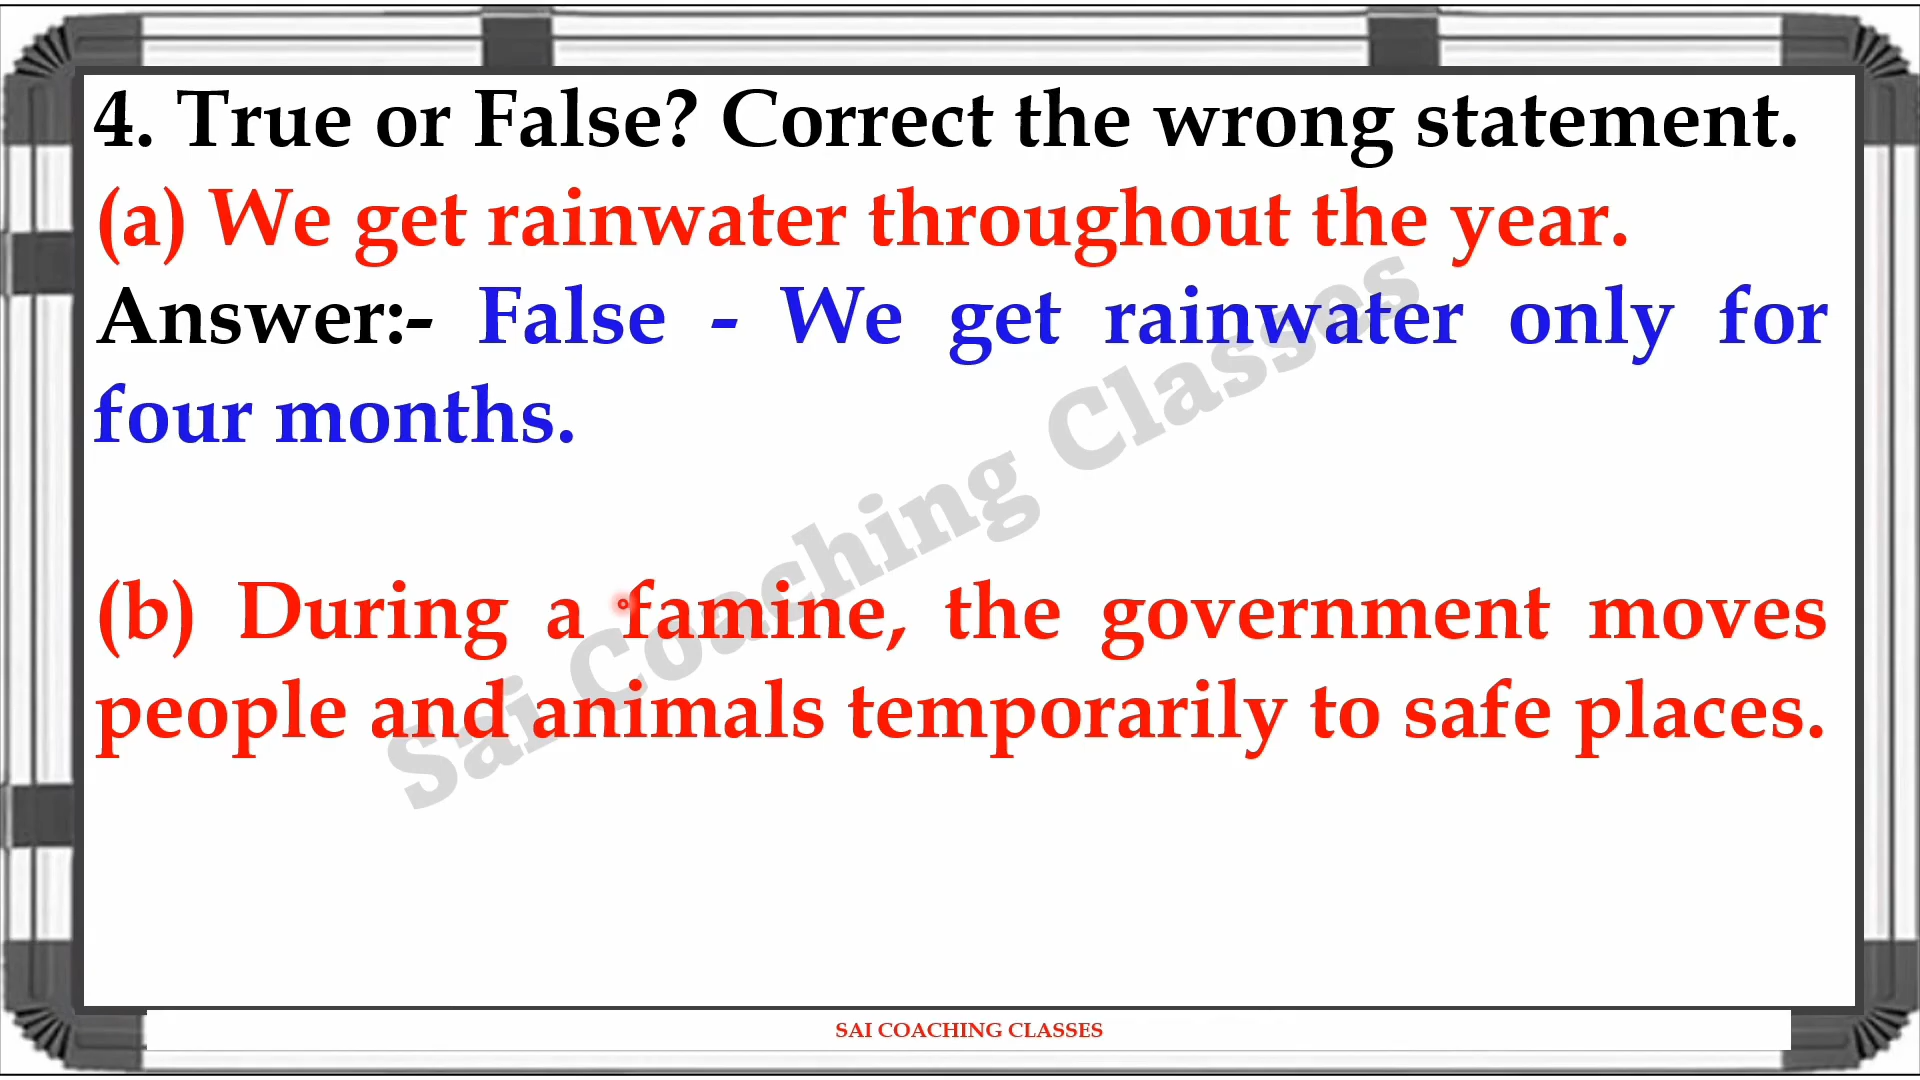 4. True or False? Correct the wrong statement.
(a) We get rainwater throughout the year.
Answer:- False - We get rainwater only for
four months.
(b) During a famine, the government moves
people and animals temporarily to safe places.
Sai Coaching Classes
SAI COACHING CLASSES